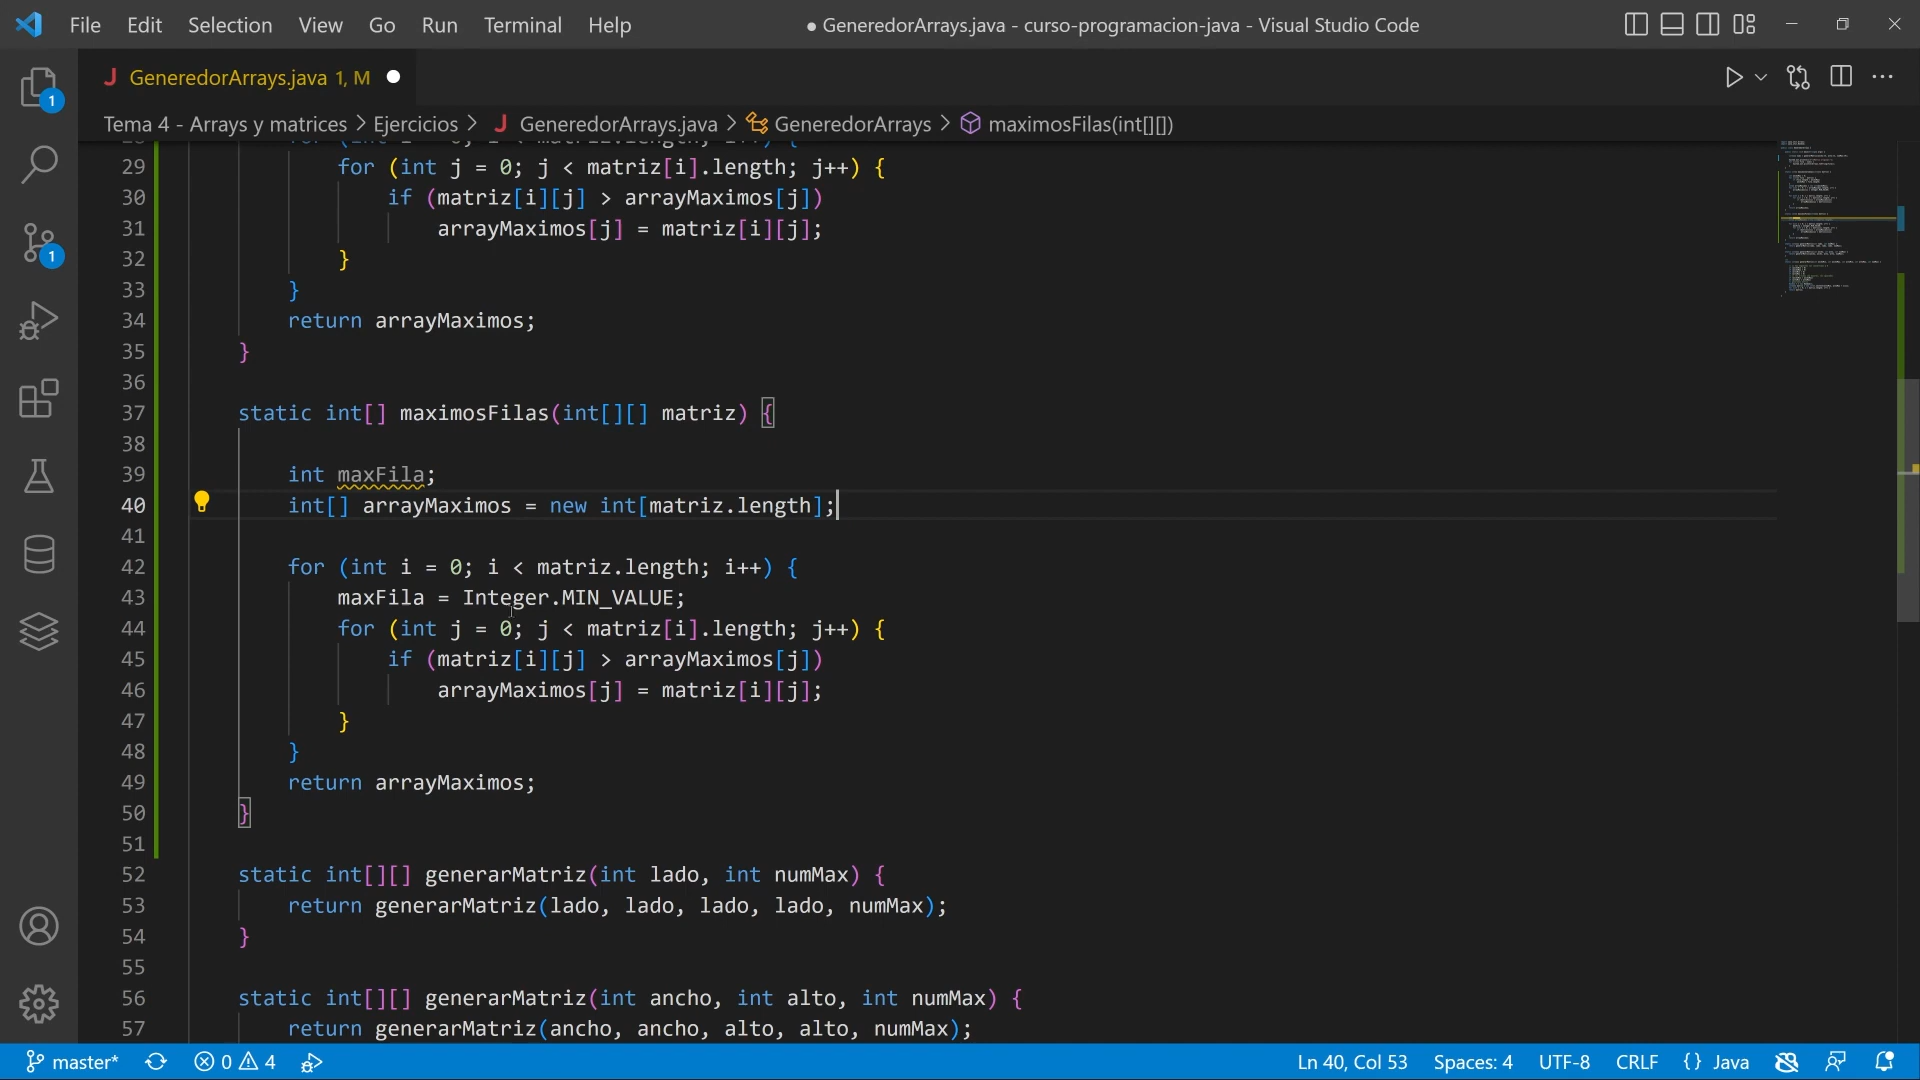 File Edit Selection View Go Run Terminal Help
● GeneredorArrays.java - curso-programacion-java - Visual Studio Code
J GeneredorArrays.java 1, M ●
Tema 4 - Arrays y matrices > Ejercicios > J GeneredorArrays.java > GeneredorArrays > maximosFilas(int[][])
29 for (int j = 0; j < matriz[i].length; j++) {
30 if (matriz[i][j] > arrayMaximos[j])
31 arrayMaximos[j] = matriz[i][j];
32 }
33 }
34 return arrayMaximos;
35 }
36
37 static int[] maximosFilas(int[][] matriz) {
38
39 int maxFila;
40 int[] arrayMaximos = new int[matriz.length];
41
42 for (int i = 0; i < matriz.length; i++) {
43 maxFila = Integer.MIN_VALUE;
44 for (int j = 0; j < matriz[i].length; j++) {
45 if (matriz[i][j] > arrayMaximos[j])
46 arrayMaximos[j] = matriz[i][j];
47 }
48 }
49 return arrayMaximos;
50 }
51
52 static int[][] generarMatriz(int lado, int numMax) {
53 return generarMatriz(lado, lado, lado, lado, numMax);
54 }
55
56 static int[][] generarMatriz(int ancho, int alto, int numMax) {
57 return generarMatriz(ancho, ancho, alto, alto, numMax);
1
1
master* 0 4 Ln 40, Col 53 Spaces: 4 UTF-8 CRLF {} Java